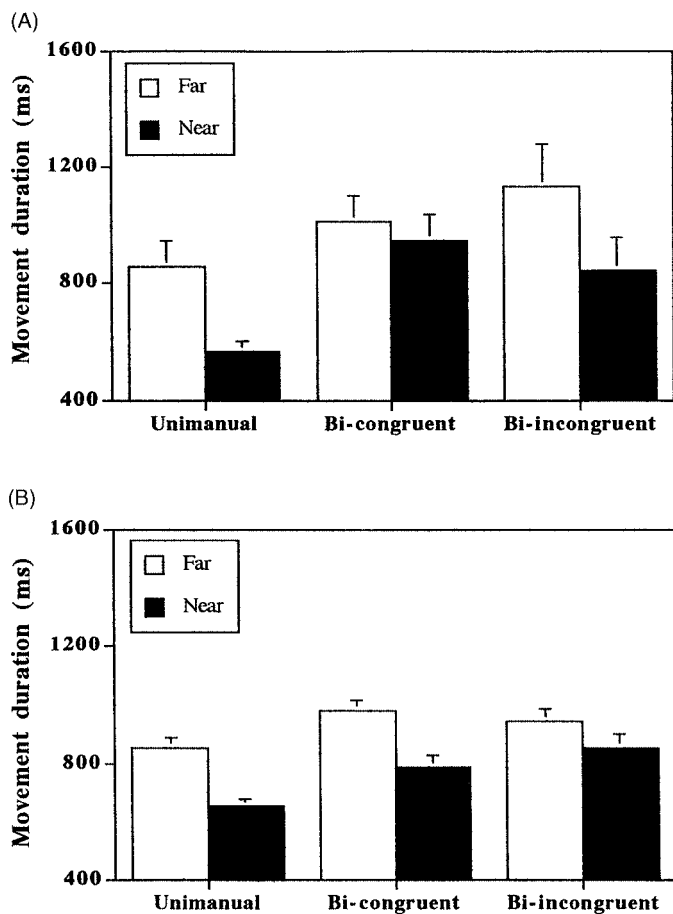 (A)
1600
1200
800
400
Movement duration (ms)
Far
Near
Unimanual Bi-congruent Bi-incongruent
(B)
1600
1200
800
400
Movement duration (ms)
Far
Near
Unimanual Bi-congruent Bi-incongruent